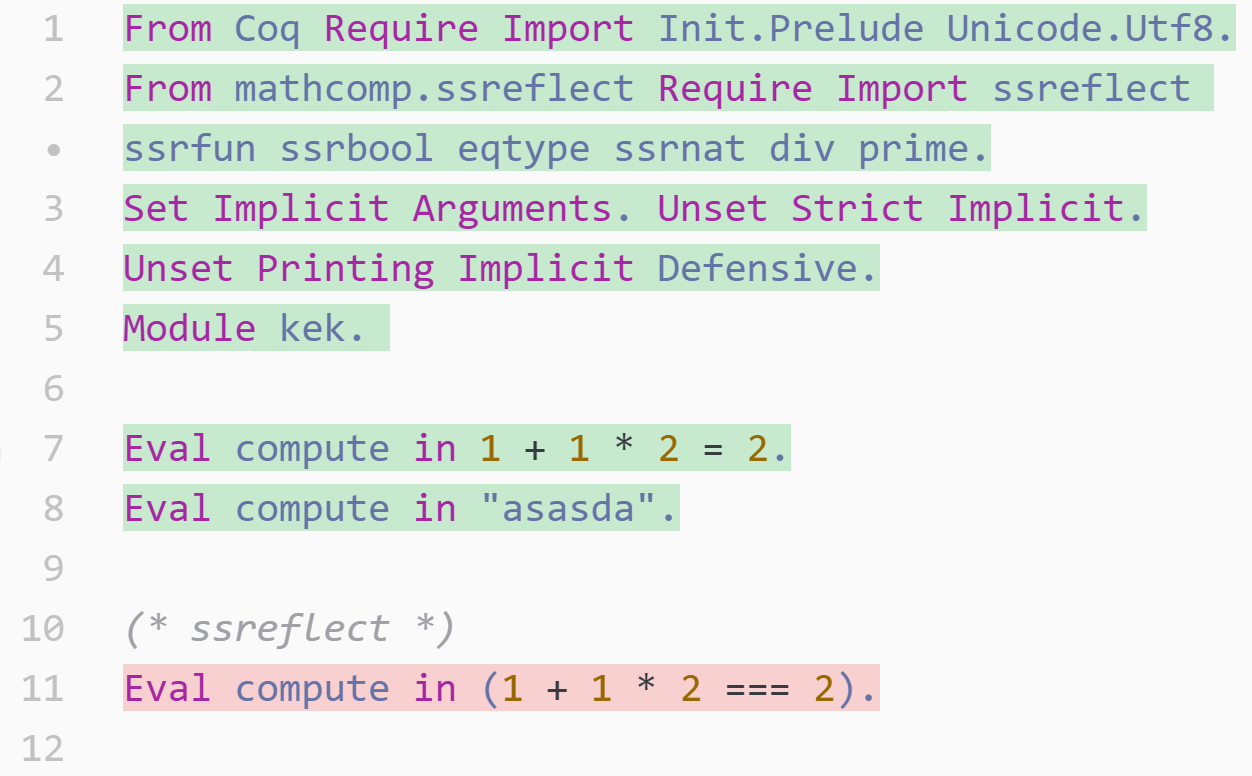 1 From Coq Require Import Init.Prelude Unicode.Utf8.
2 From mathcomp.ssreflect Require Import ssreflect
• ssrfun ssrbool eqtype ssrnat div prime.
3 Set Implicit Arguments. Unset Strict Implicit.
4 Unset Printing Implicit Defensive.
5 Module kek.
6
7 Eval compute in 1 + 1 * 2 = 2.
8 Eval compute in "asasda".
9
10 (* ssreflect *)
11 Eval compute in (1 + 1 * 2 === 2).
12